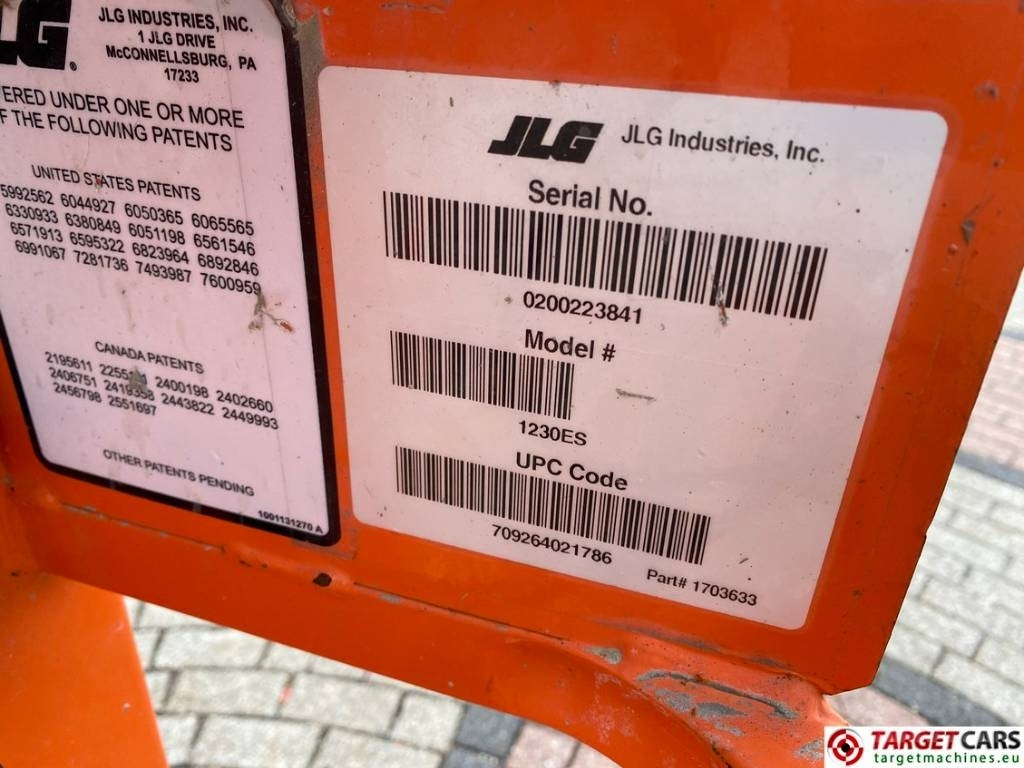 JLG INDUSTRIES, INC.
1 JLG DRIVE
McCONNELLSBURG, PA
17233
UNDER ONE OR MORE
THE FOLLOWING PATENTS
UNITED STATES PATENTS
5992562 6044927 6050365 6065565
6330933 6380849 6051198 6561546
6571913 6595322 6823964 6892846
6991067 7281736 7493987 7600959
CANADA PATENTS
2195611 2400198 2402660
2406751 2419358 2443822 2449993
2456798 2551697
OTHER PATENTS PENDING
1001131270 A
JLG JLG Industries, Inc.
Serial No.
0200223841
Model #
1230ES
UPC Code
709264021786
Part# 1703633
TARGETCARS
targetmachines.eu